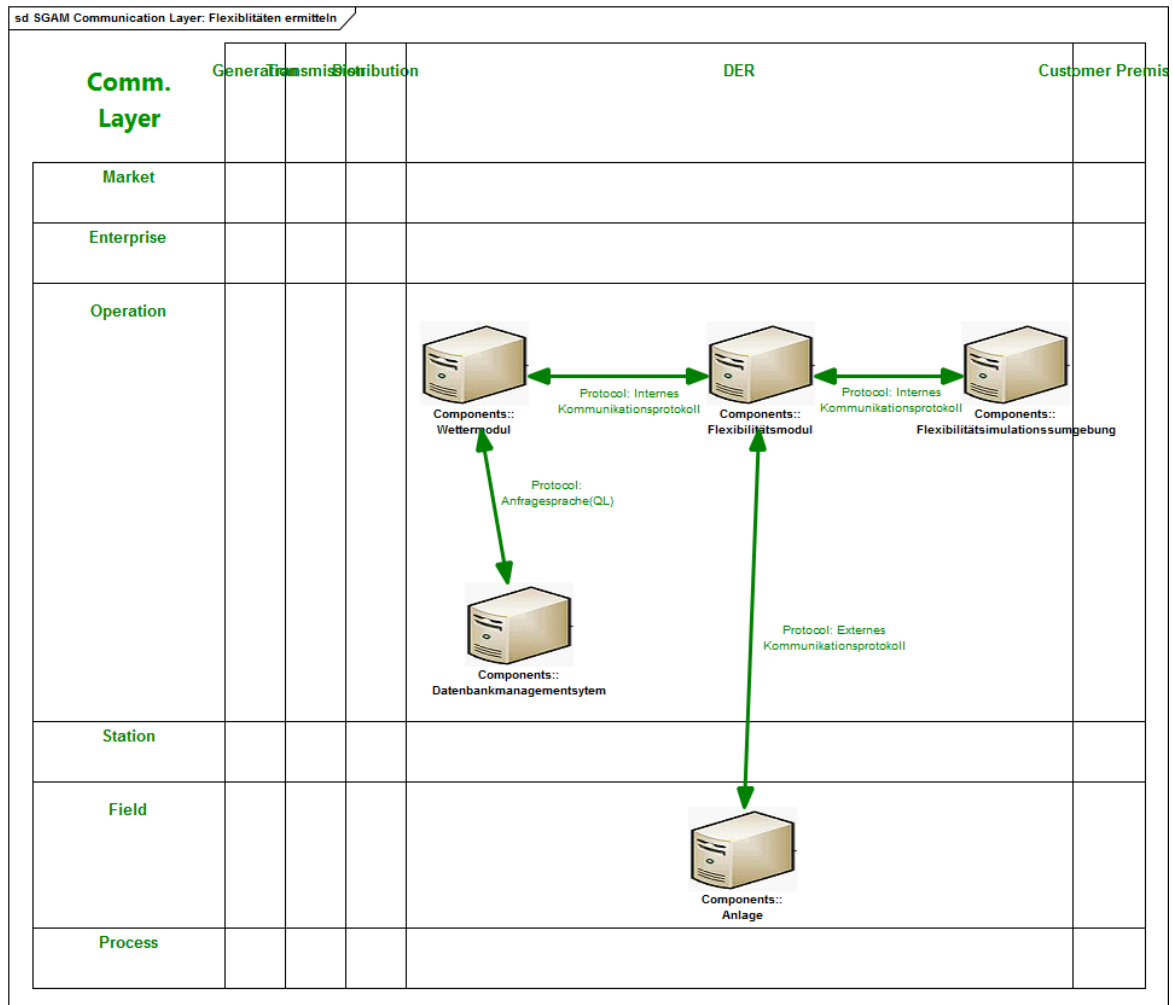 sd SGAM Communication Layer: Flexiblitäten ermitteln
Comm.
Layer
Generation
Transmission
Distribution
DER
Customer Premis
Market
Enterprise
Operation
Components::
Wettermodul
Protocol: Internes
Kommunikationsprotokoll
Components::
Flexibilitätsmodul
Protocol: Internes
Kommunikationsprotokoll
Components::
Flexibilitätsimulationssumgebung
Protocol:
Anfragesprache(QL)
Components::
Datenbankmanagementsytem
Protocol: Externes
Kommunikationsprotokoll
Station
Field
Components::
Anlage
Process